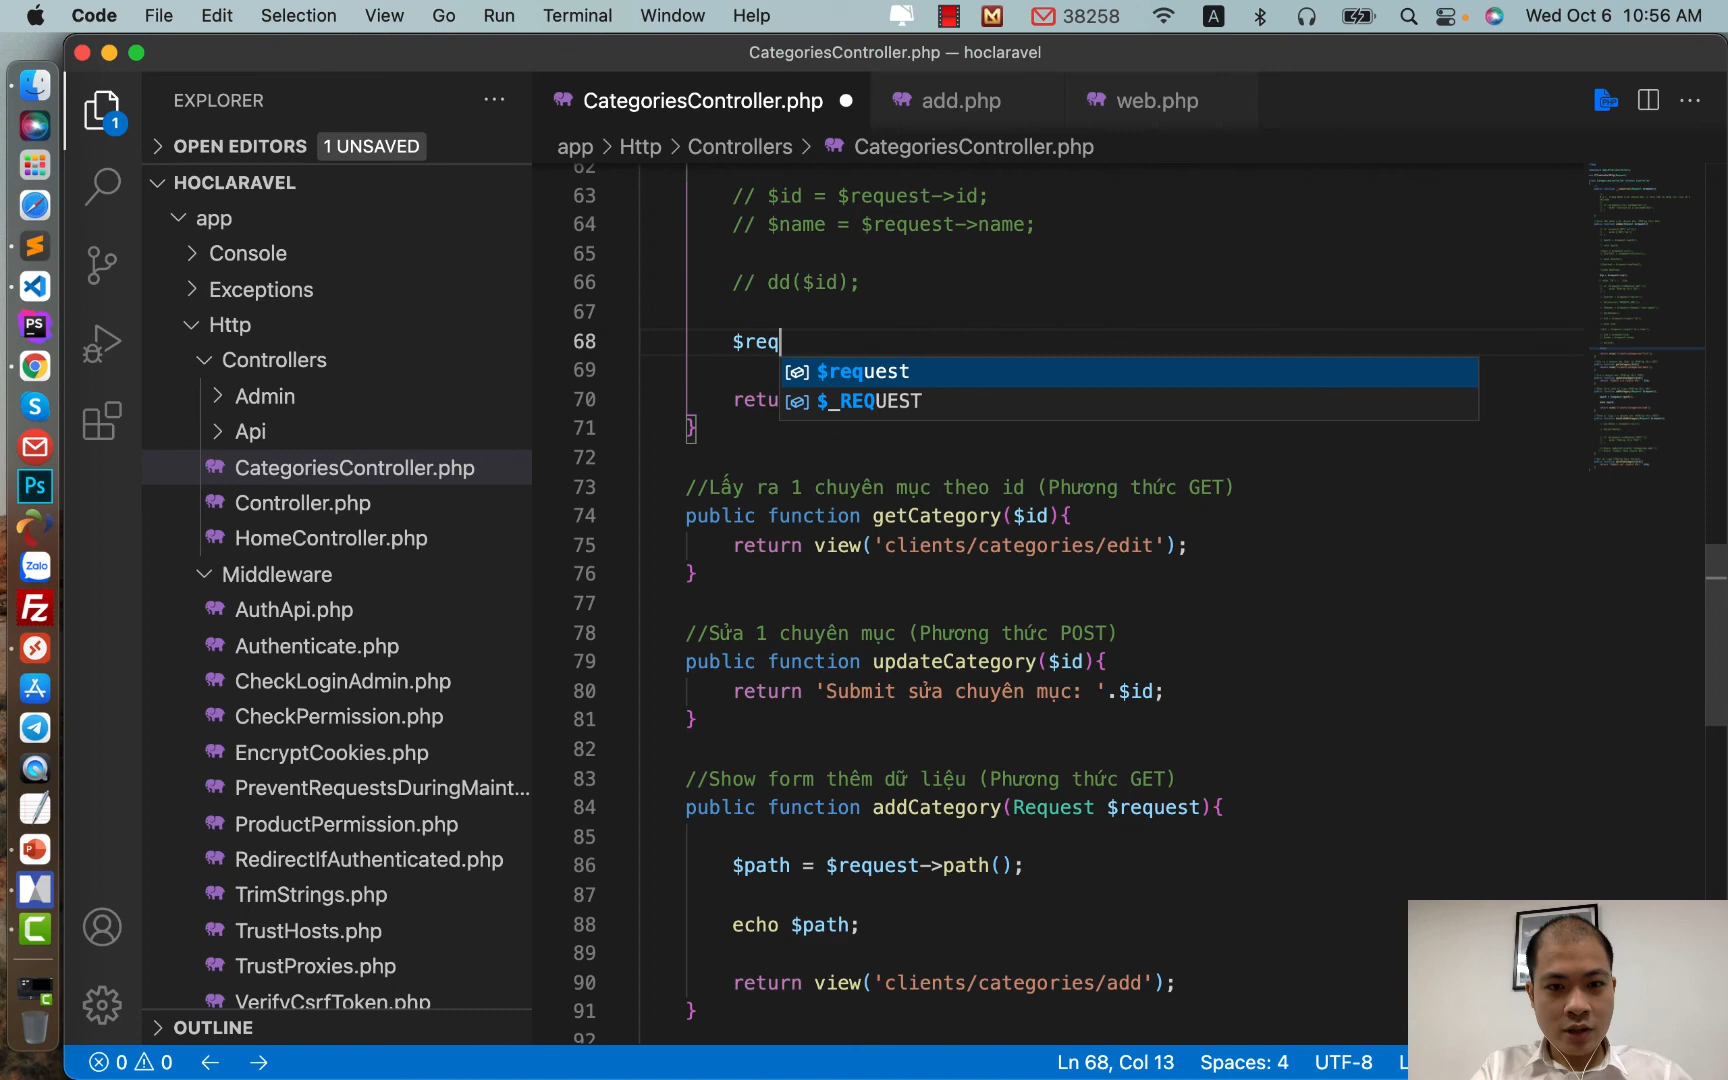 Code File Edit Selection View Go Run Terminal Window Help 38258 A Wed Oct 6 10:56 AM
CategoriesController.php — hoclaravel
EXPLORER
CategoriesController.php add.php web.php
OPEN EDITORS 1 UNSAVED
app > Http > Controllers > CategoriesController.php
HOCLARAVEL
app
Console
Exceptions
Http
Controllers
Admin
Api
CategoriesController.php
Controller.php
HomeController.php
Middleware
AuthApi.php
Authenticate.php
CheckLoginAdmin.php
CheckPermission.php
EncryptCookies.php
PreventRequestsDuringMaint...
ProductPermission.php
RedirectIfAuthenticated.php
TrimStrings.php
TrustHosts.php
TrustProxies.php
VerifyCsrfToken.php
OUTLINE
1
PS
S
Ps
Zalo
FZ
62
63 // $id = $request->id;
64 // $name = $request->name;
65
66 // dd($id);
67
68 $req
69 $request
$_REQUEST
70 retu
71 }
72
73 //Lấy ra 1 chuyên mục theo id (Phương thức GET)
74 public function getCategory($id){
75 return view('clients/categories/edit');
76 }
77
78 //Sửa 1 chuyên mục (Phương thức POST)
79 public function updateCategory($id){
80 return 'Submit sửa chuyên mục: '.$id;
81 }
82
83 //Show form thêm dữ liệu (Phương thức GET)
84 public function addCategory(Request $request){
85
86 $path = $request->path();
87
88 echo $path;
89
90 return view('clients/categories/add');
91 }
92
0 0 Ln 68, Col 13 Spaces: 4 UTF-8 L